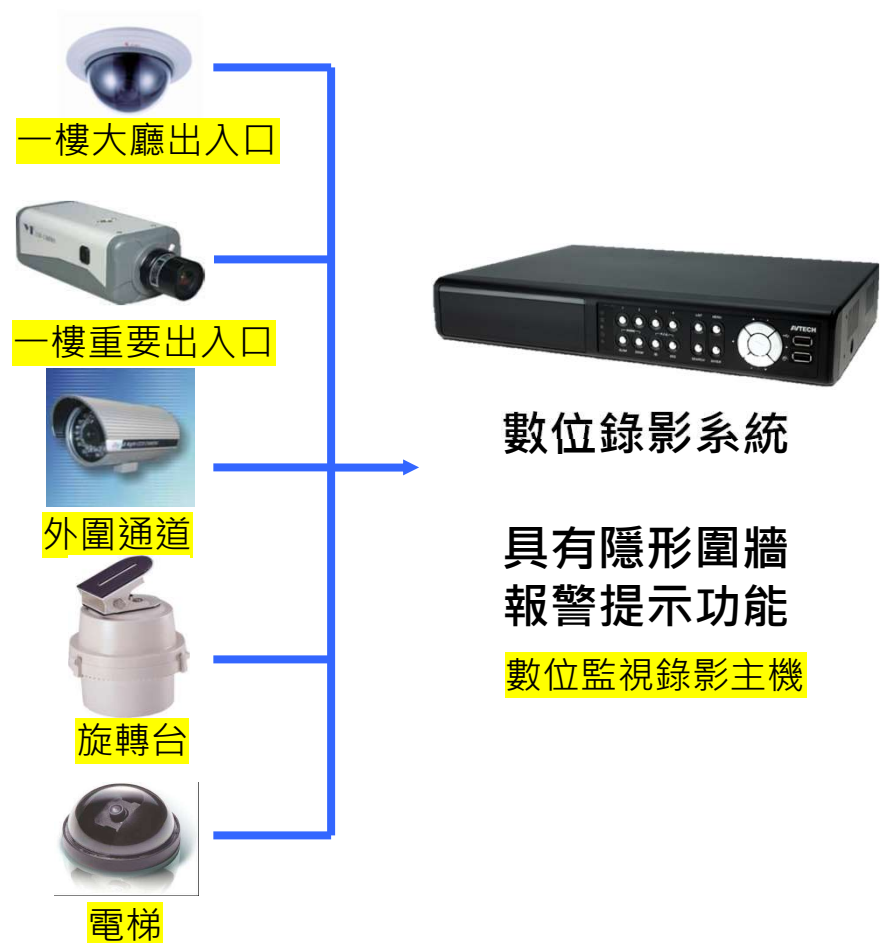 一樓大廳出入口
一樓重要出入口
外圍通道
旋轉台
電梯
AVTECH
數位錄影系統
具有隱形圍牆
報警提示功能
數位監視錄影主機